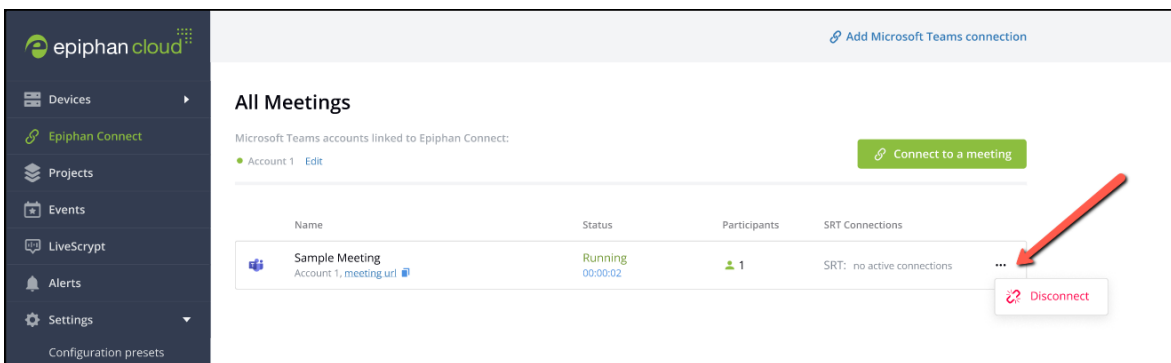 epiphan cloud
Add Microsoft Teams connection
Devices
Epiphan Connect
Projects
Events
LiveScrypt
Alerts
Settings
Configuration presets
All Meetings
Microsoft Teams accounts linked to Epiphan Connect:
Account 1 Edit
Connect to a meeting
Name Status Participants SRT Connections
Sample Meeting Running 1 SRT: no active connections ...
Account 1, meeting url 00:00:02
Disconnect